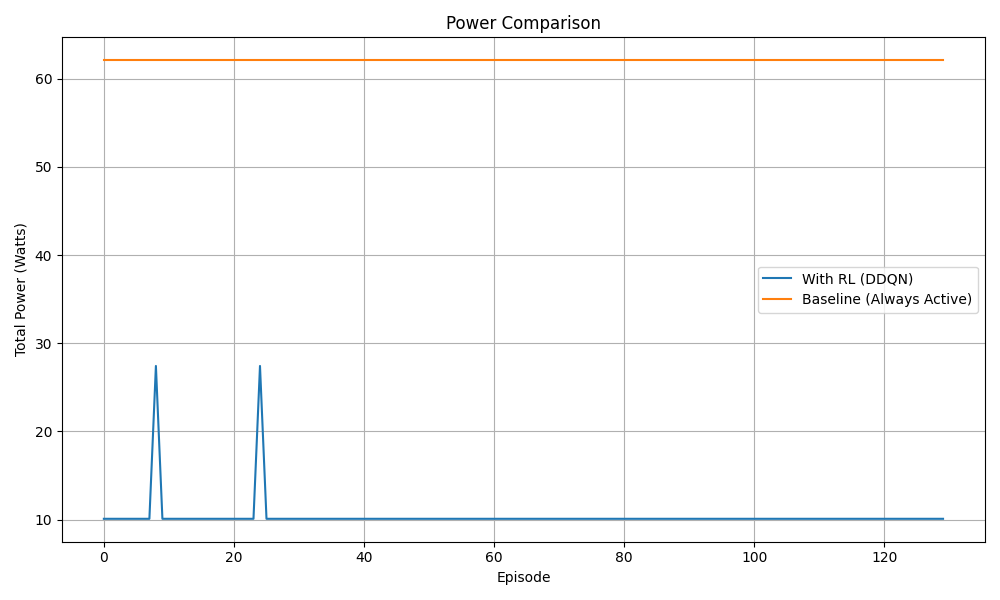 Power Comparison
Total Power (Watts)
60
50
40
30
20
10
With RL (DDQN)
Baseline (Always Active)
0 20 40 60 80 100 120
Episode